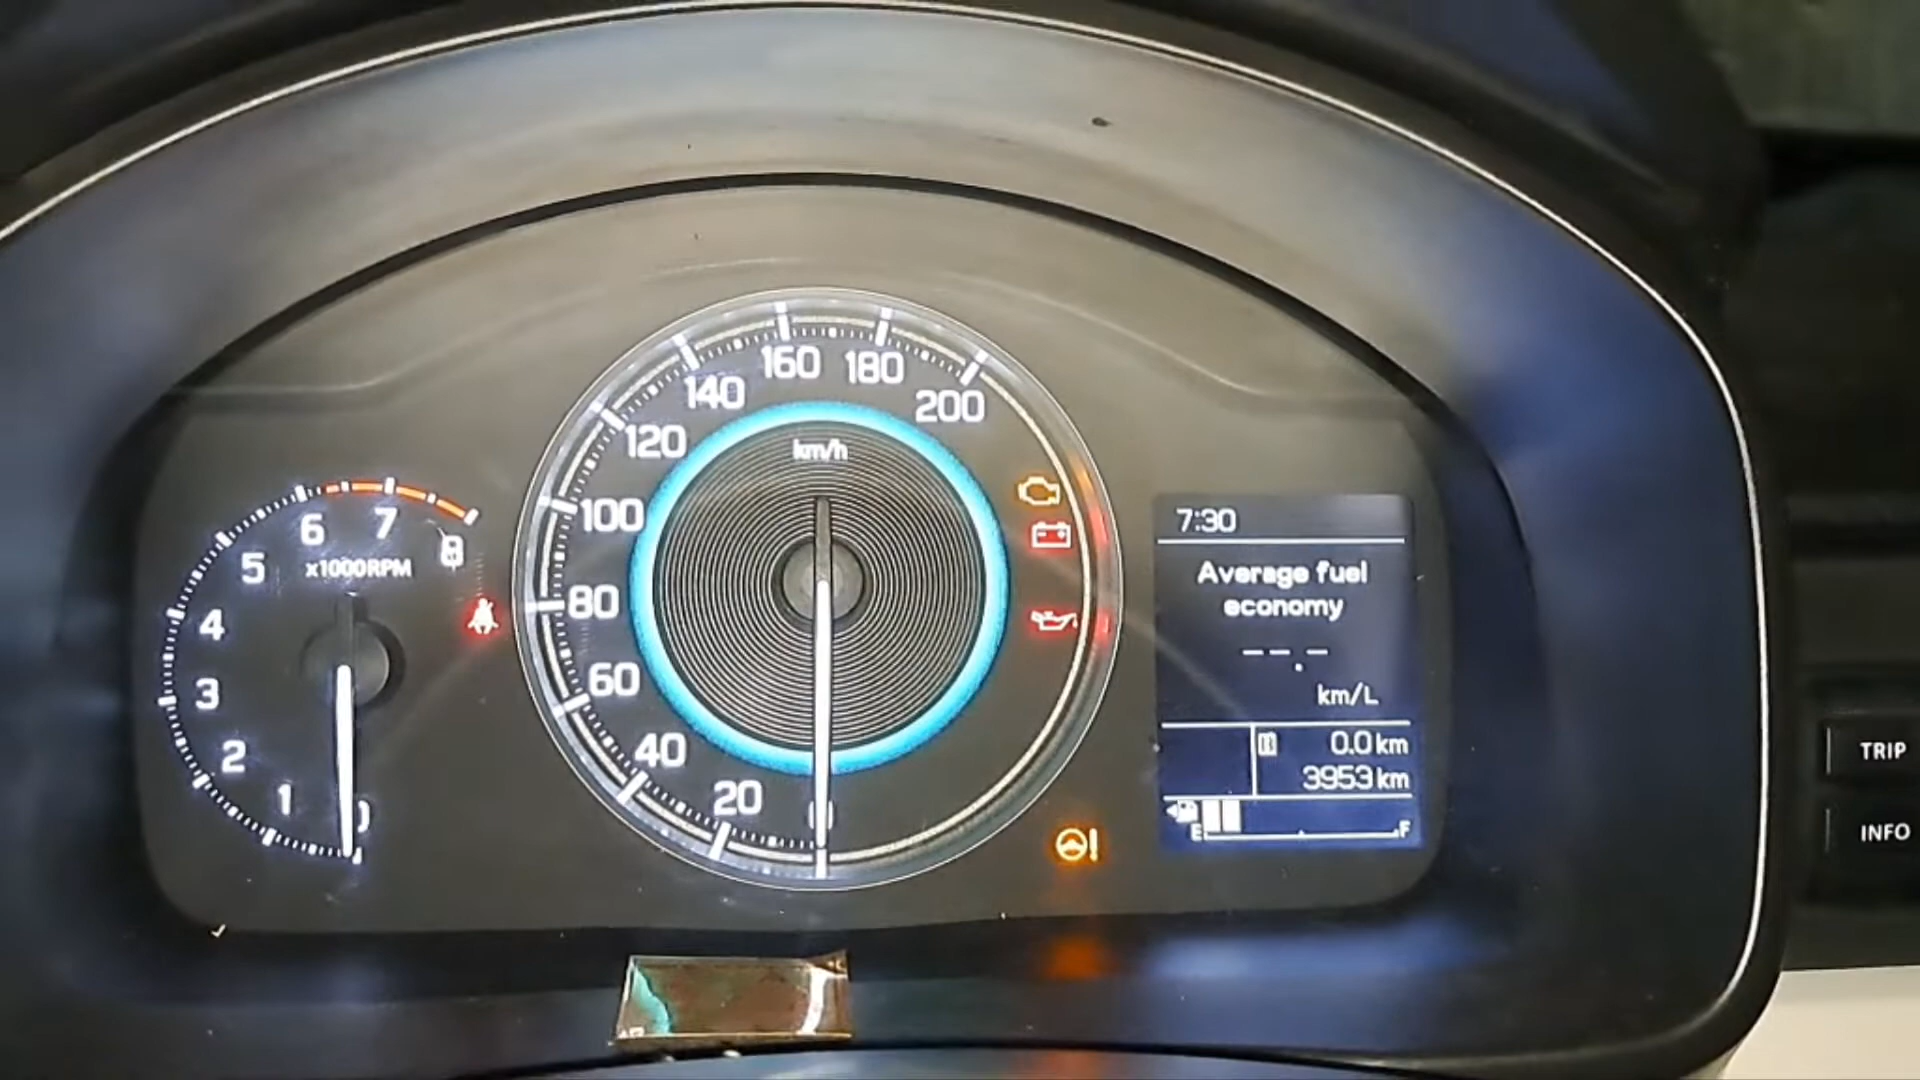 0
1
2
3
4
5
6
7
8
x1000RPM
0
20
40
60
80
100
120
140
160
180
200
km/h
7:30
Average fuel
economy
--.-
km/L
B 0.0 km
3953 km
E F
TRIP
INFO